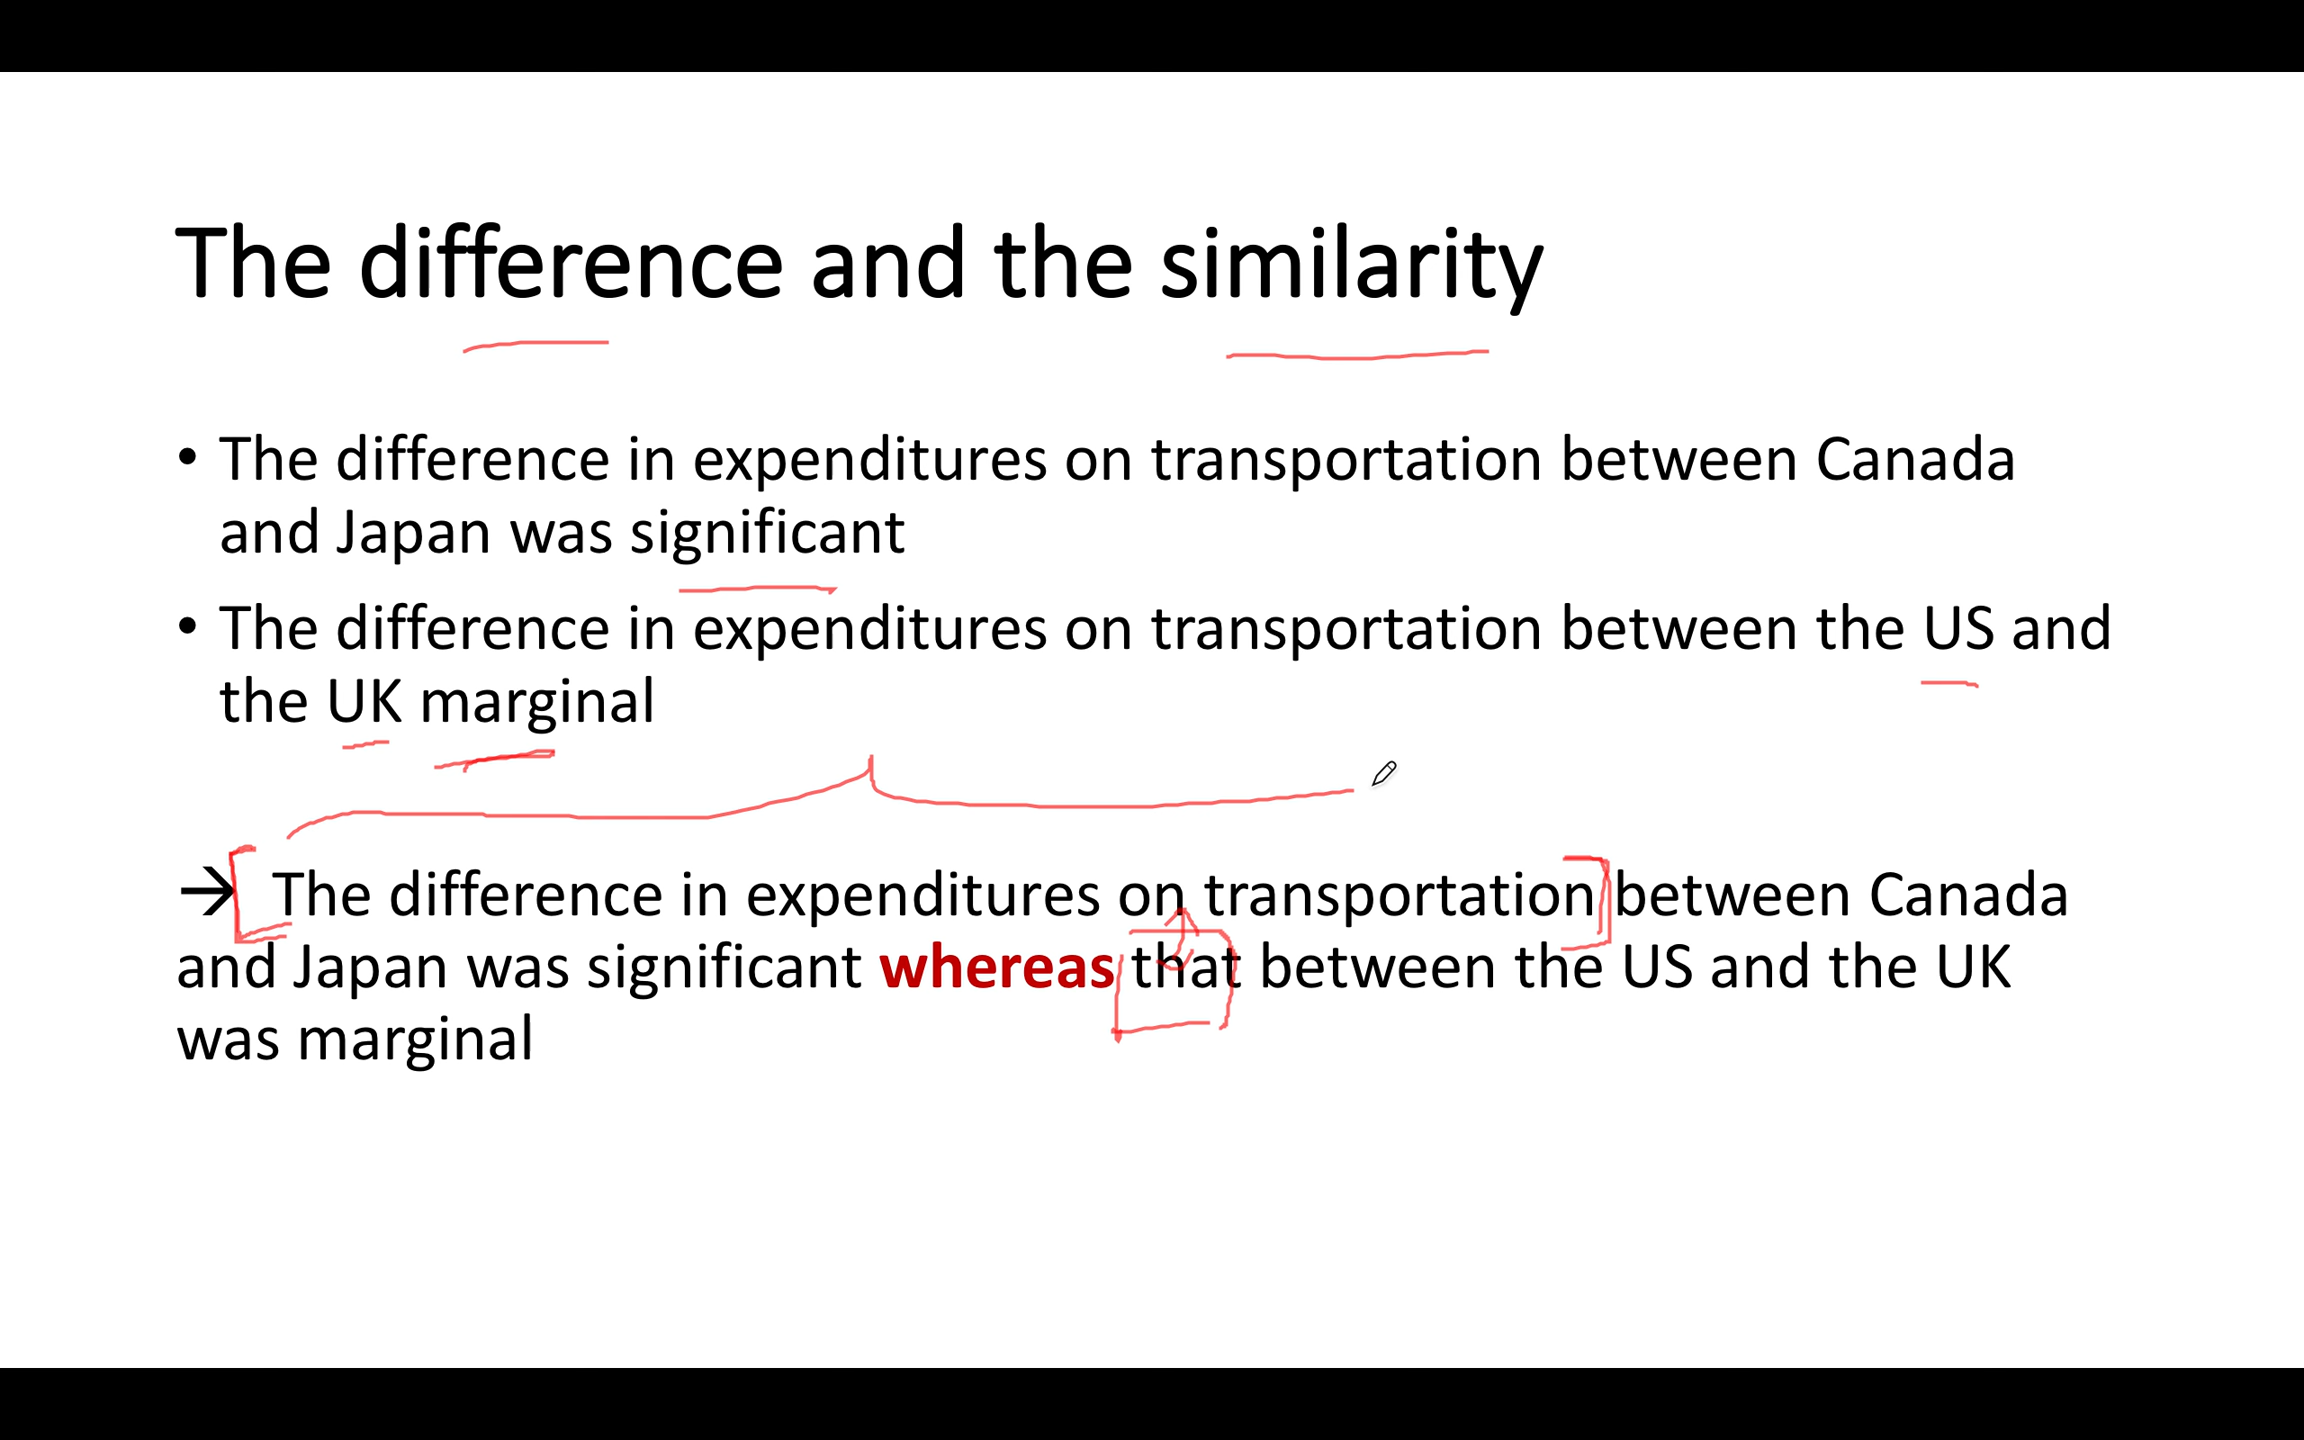 The difference and the similarity
• The difference in expenditures on transportation between Canada
and Japan was significant
• The difference in expenditures on transportation between the US and
the UK marginal
→ The difference in expenditures on transportation between Canada
and Japan was significant whereas that between the US and the UK
was marginal